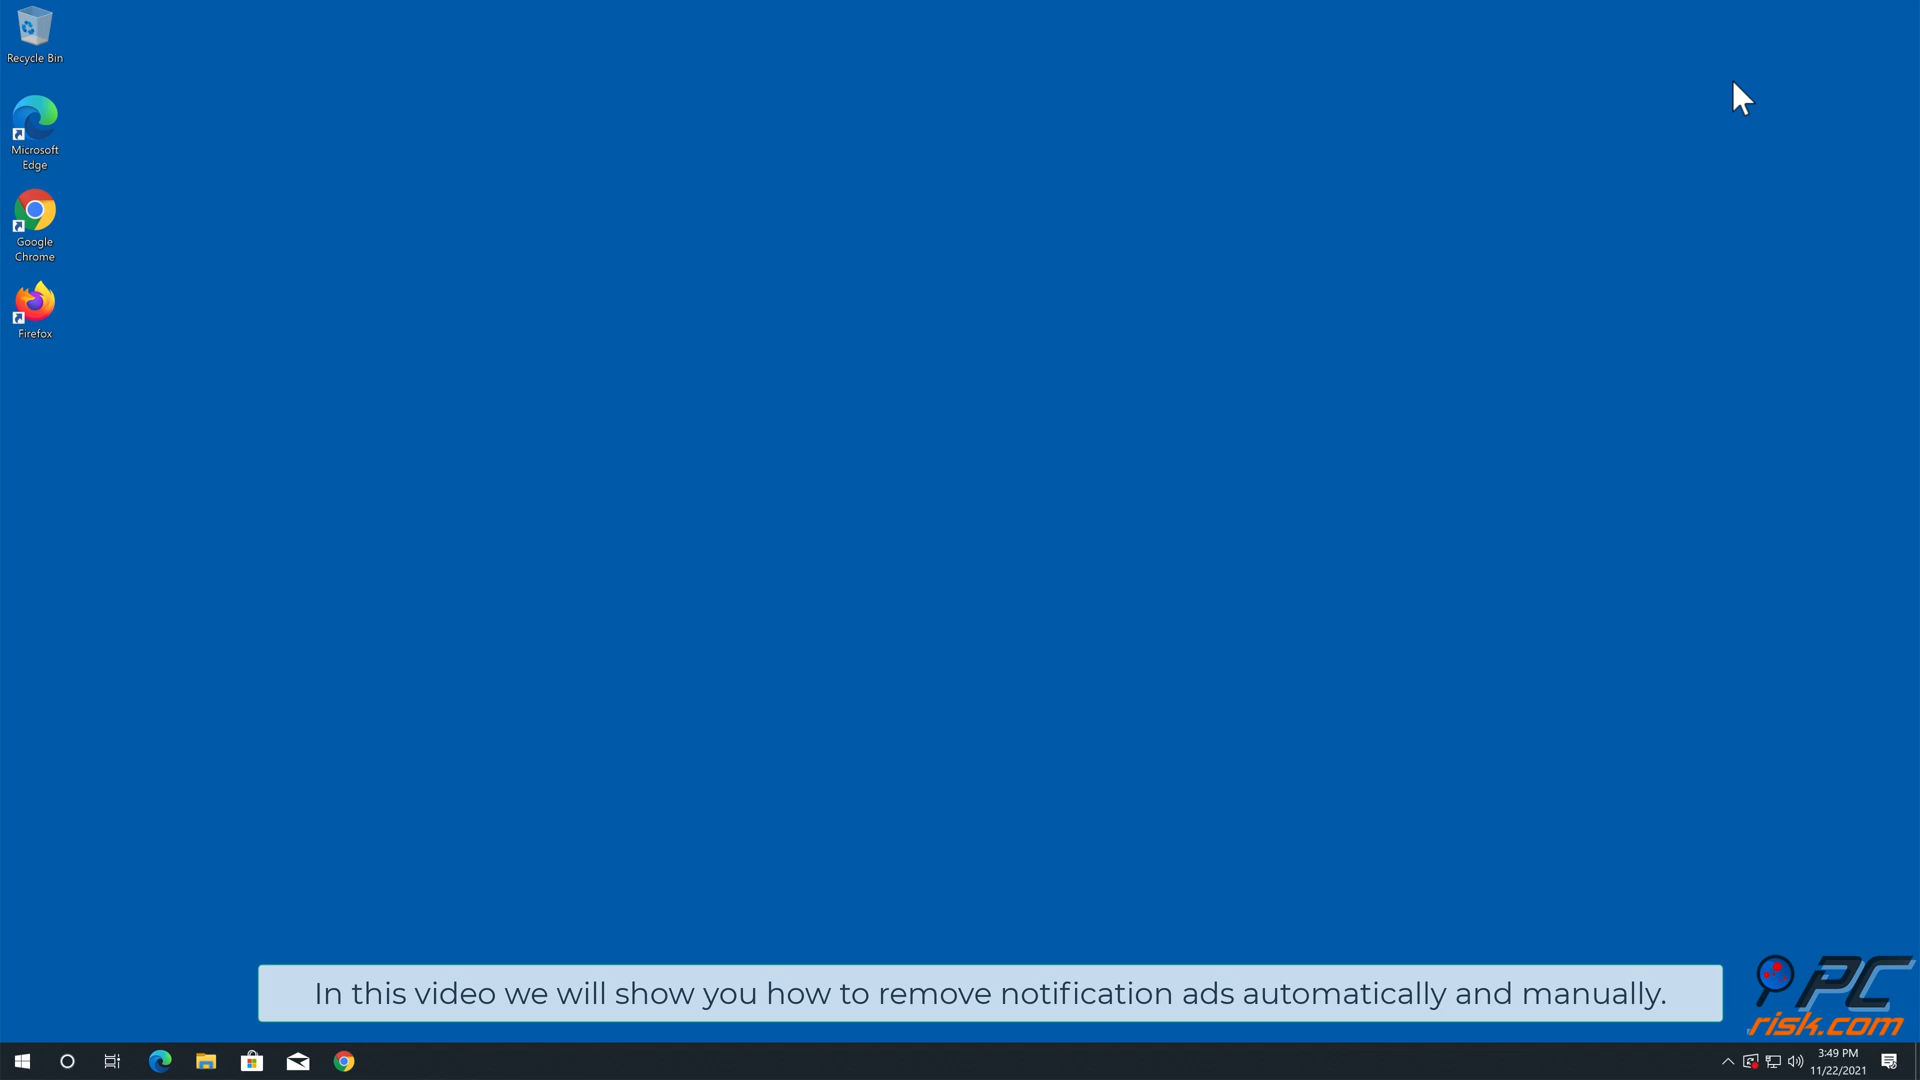 Recycle Bin
Microsoft
Edge
Google
Chrome
Firefox
In this video we will show you how to remove notification ads automatically and manually.
PC
risk.com
3:49 PM
11/22/2021